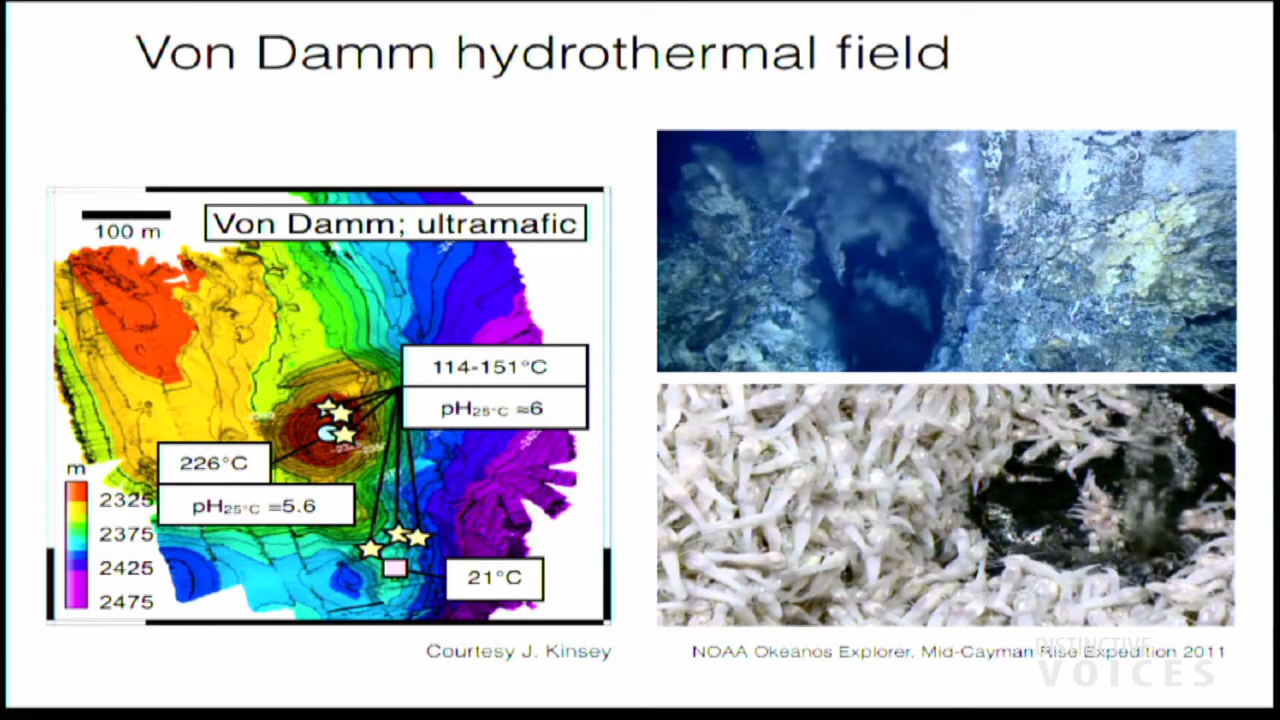 Von Damm hydrothermal field
100 m
Von Damm; ultramafic
114-151°C
pH25°C ≈6
226°C
pH25°C =5.6
m
2325
2375
2425
2475
21°C
Courtesy J. Kinsey
NOAA Okeanos Explorer, Mid-Cayman Rise Expedition 2011
DISTINCTIVE
VOICES